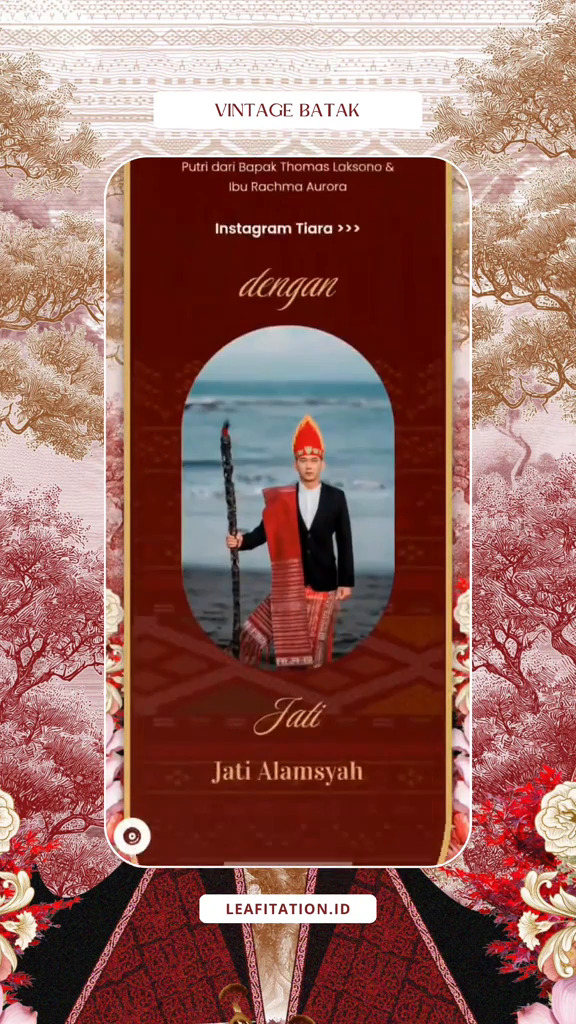 VINTAGE BATAK
Putri dari Bapak Thomas Laksono &
Ibu Rachma Aurora
Instagram Tiara >>>
dengan
Jati
Jati Alamsyah
LEAFITATION.ID